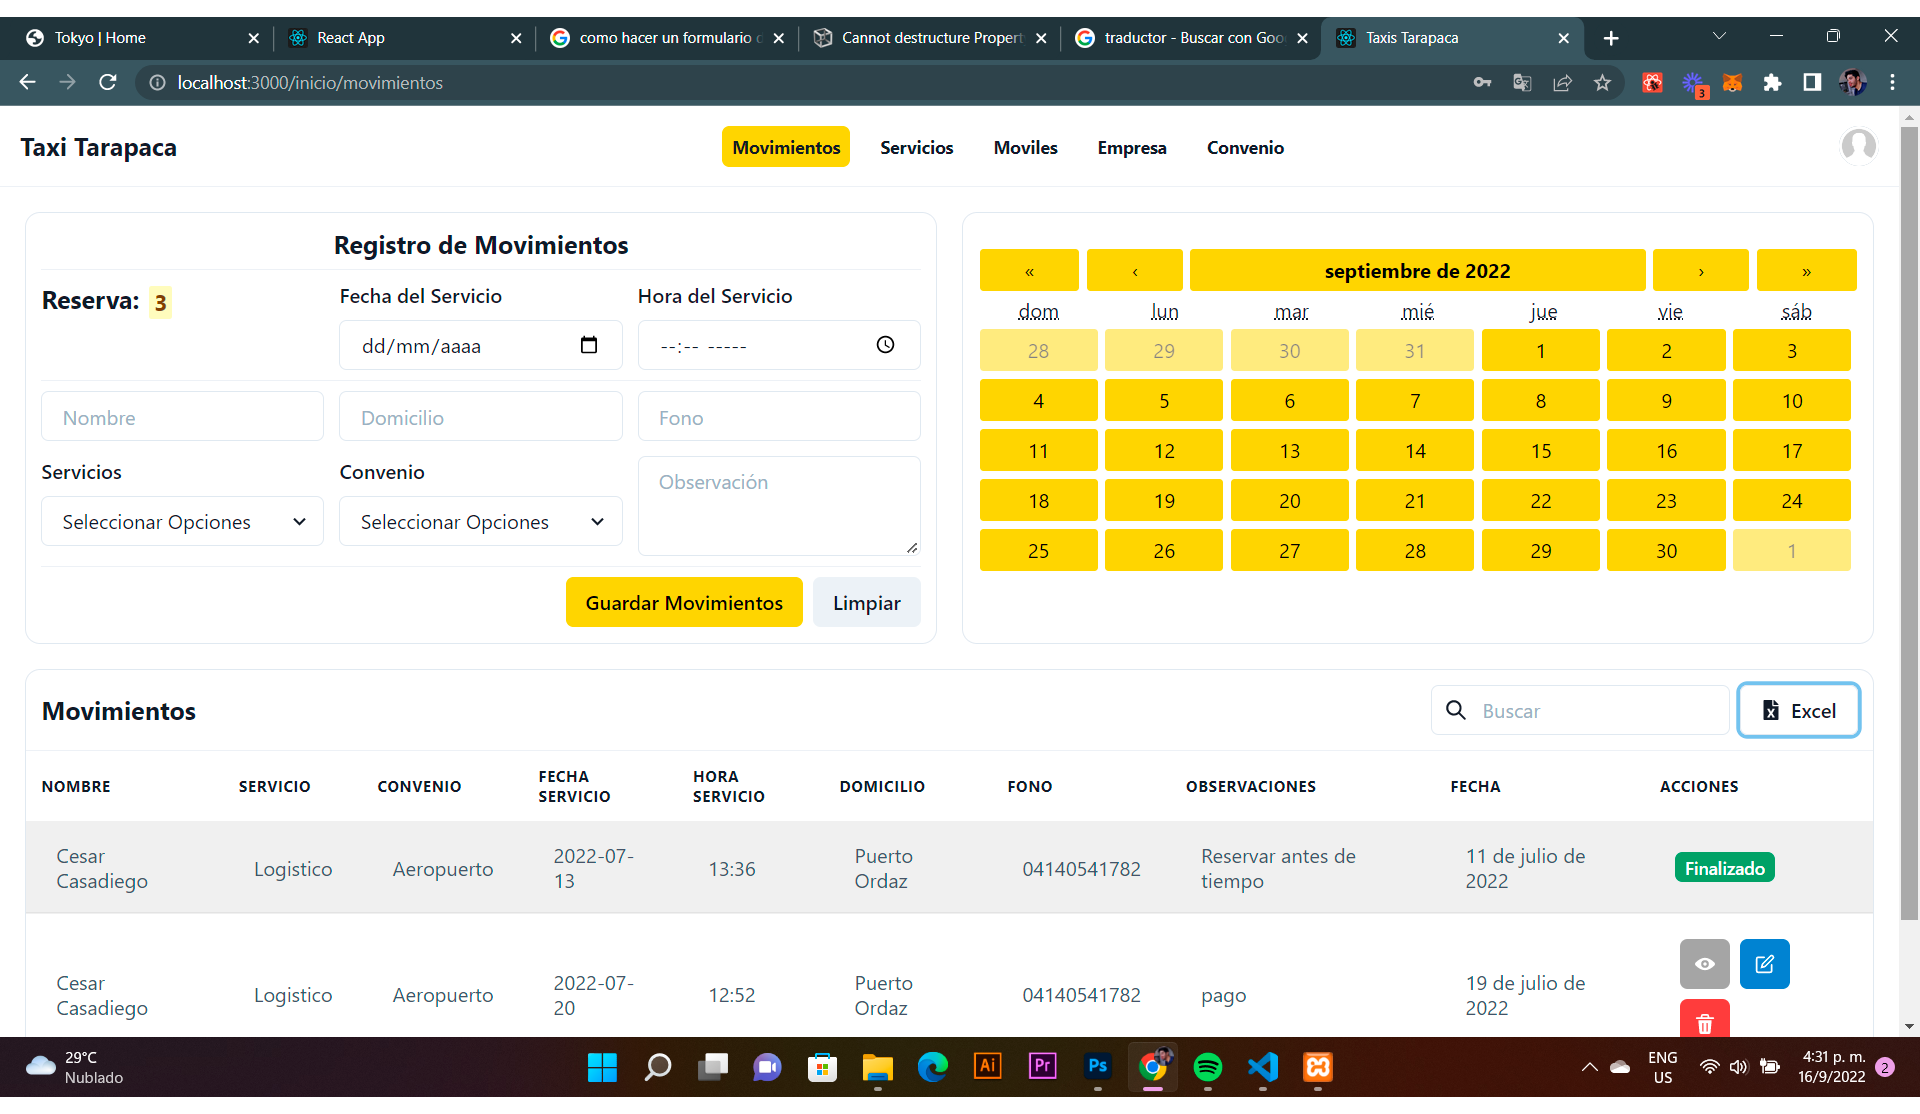 Tokyo | Home
React App
como hacer un formulario
Cannot destructure Propert
traductor - Buscar con Goo
Taxis Tarapaca
localhost:3000/inicio/movimientos
3
Taxi Tarapaca
Movimientos
Servicios
Moviles
Empresa
Convenio
Registro de Movimientos
Reserva: 3
Fecha del Servicio
Hora del Servicio
dd/mm/aaaa
--:-- -----
Nombre
Domicilio
Fono
Servicios
Convenio
Observación
Seleccionar Opciones
Seleccionar Opciones
Guardar Movimientos
Limpiar
« ‹ septiembre de 2022 › »
dom lun mar mié jue vie sáb
28 29 30 31 1 2 3
4 5 6 7 8 9 10
11 12 13 14 15 16 17
18 19 20 21 22 23 24
25 26 27 28 29 30 1
Movimientos
Buscar
Excel
NOMBRE SERVICIO CONVENIO FECHA SERVICIO HORA SERVICIO DOMICILIO FONO OBSERVACIONES FECHA ACCIONES
Cesar Casadiego Logistico Aeropuerto 2022-07-13 13:36 Puerto Ordaz 04140541782 Reservar antes de tiempo 11 de julio de 2022 Finalizado
Cesar Casadiego Logistico Aeropuerto 2022-07-20 12:52 Puerto Ordaz 04140541782 pago 19 de julio de 2022
29°C
Nublado
Ai
Pr
Ps
ENG
US
4:31 p. m.
16/9/2022
2